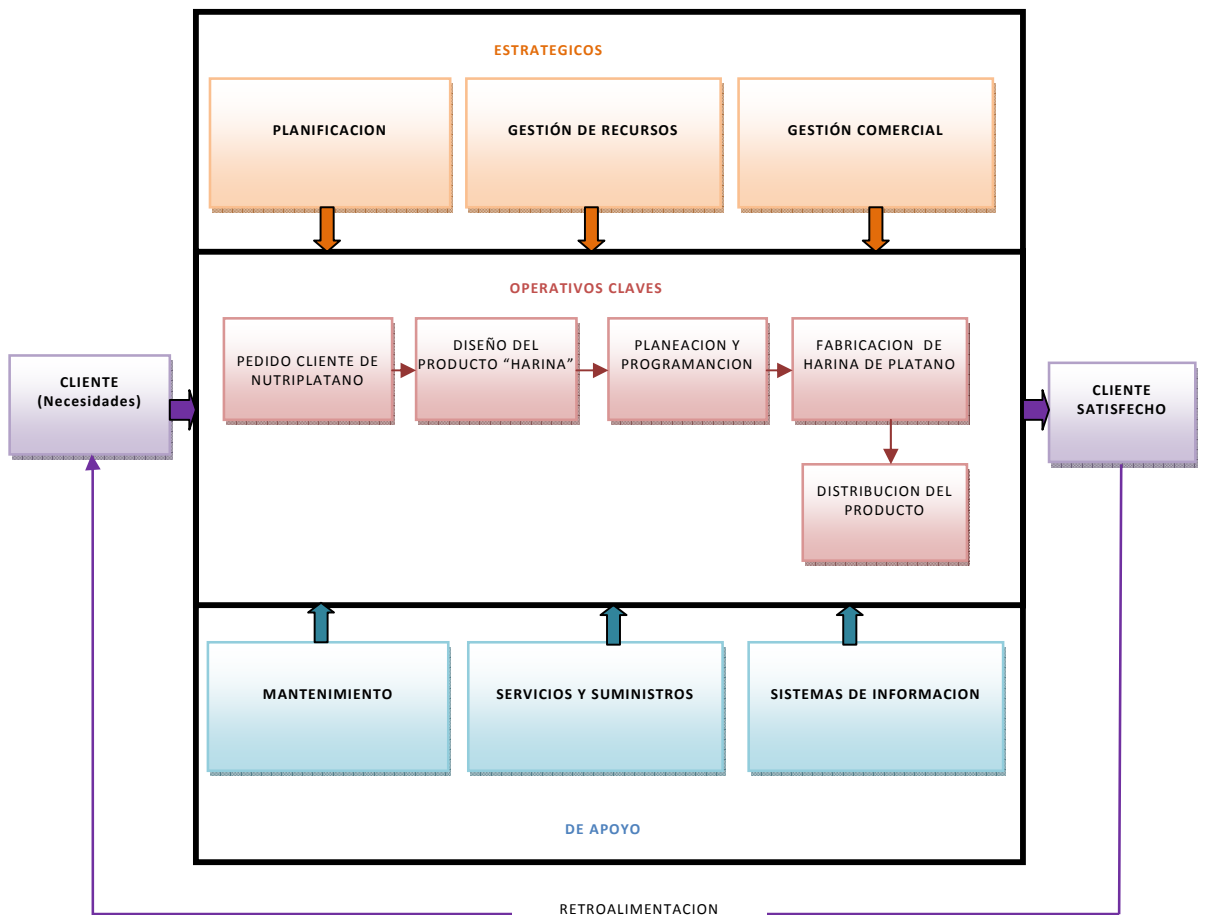 ESTRATEGICOS
PLANIFICACION
GESTIÓN DE RECURSOS
GESTIÓN COMERCIAL
OPERATIVOS CLAVES
PEDIDO CLIENTE DE
NUTRIPLATANO
DISEÑO DEL
PRODUCTO “HARINA”
PLANEACION Y
PROGRAMANCION
FABRICACION DE
HARINA DE PLATANO
CLIENTE
(Necesidades)
CLIENTE
SATISFECHO
DISTRIBUCION DEL
PRODUCTO
MANTENIMIENTO
SERVICIOS Y SUMINISTROS
SISTEMAS DE INFORMACION
DE APOYO
RETROALIMENTACION